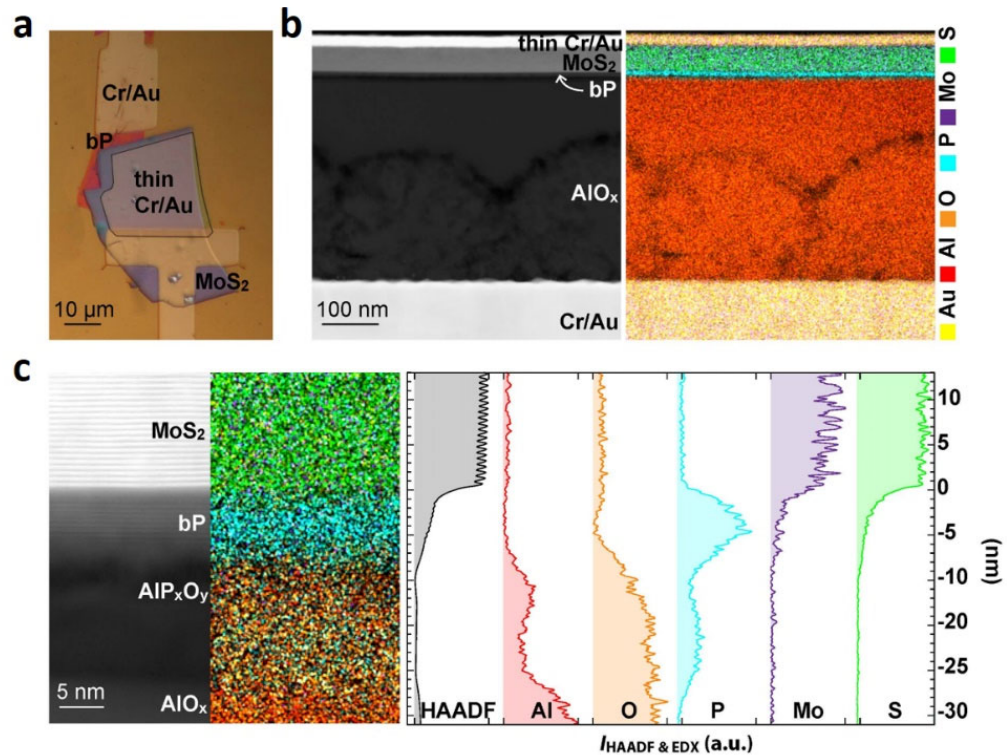 a
Cr/Au
bP
thin
Cr/Au
MoS₂
10 µm
b
thin Cr/Au
MoS₂
bP
AlOₓ
100 nm
Cr/Au
S
Mo
P
O
Al
Au
c
MoS₂
bP
AlPₓOᵧ
AlOₓ
5 nm
HAADF
Al
O
P
Mo
S
10
5
0
-5
-10
-15
-20
-25
-30
(nm)
I HAADF & EDX (a.u.)